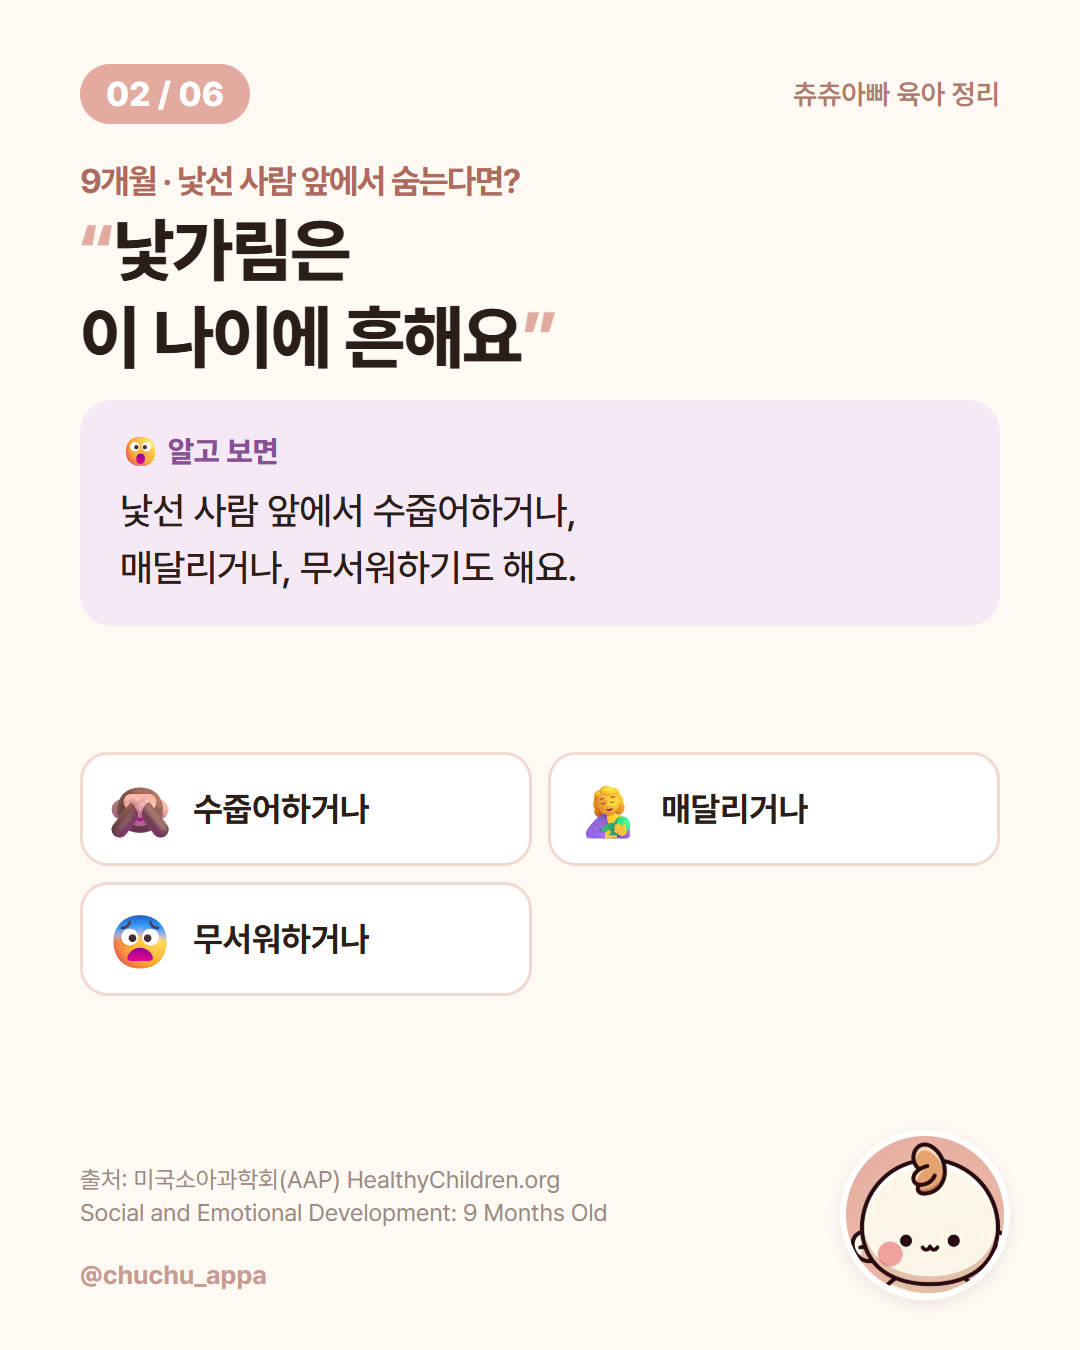 02 / 06
츄츄아빠 육아 정리
9개월 · 낯선 사람 앞에서 숨는다면?
“낯가림은
이 나이에 흔해요”
알고 보면
낯선 사람 앞에서 수줍어하거나,
매달리거나, 무서워하기도 해요.
수줍어하거나
매달리거나
무서워하거나
출처: 미국소아과학회(AAP) HealthyChildren.org
Social and Emotional Development: 9 Months Old
@chuchu_appa